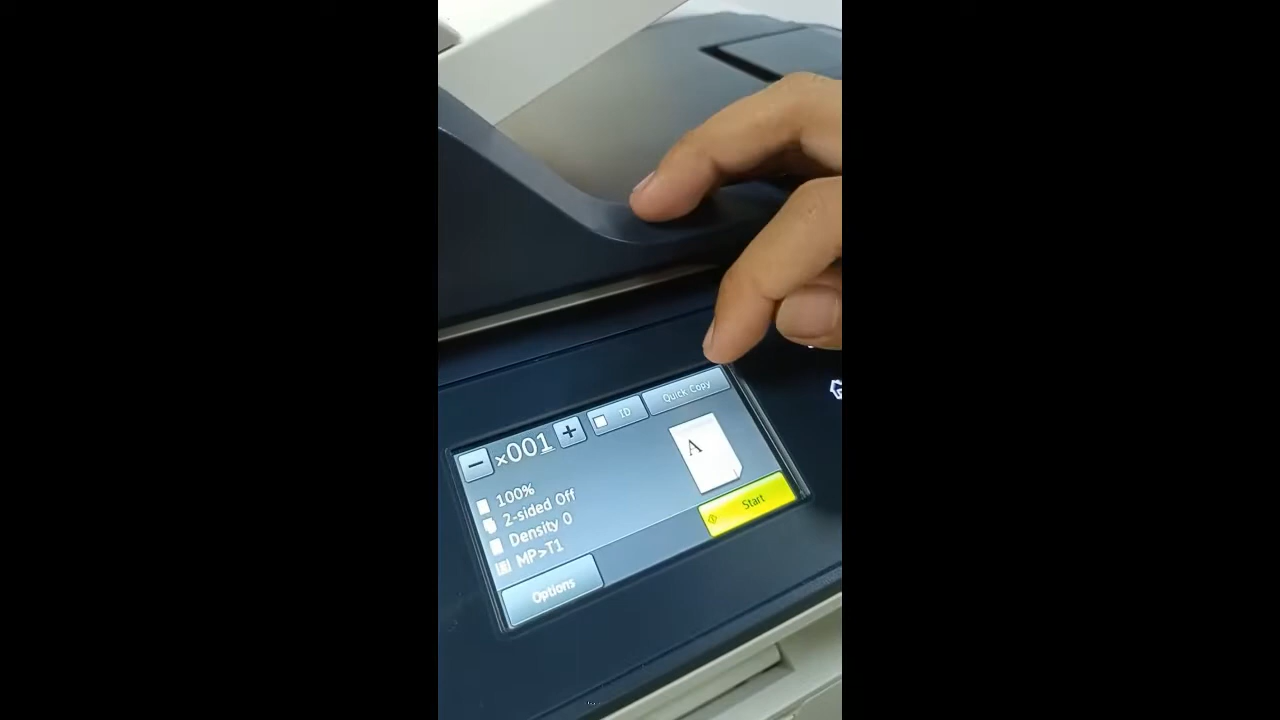 ID
Quick Copy
×001
A
100%
2-sided Off
Density 0
MP>T1
Start
Options